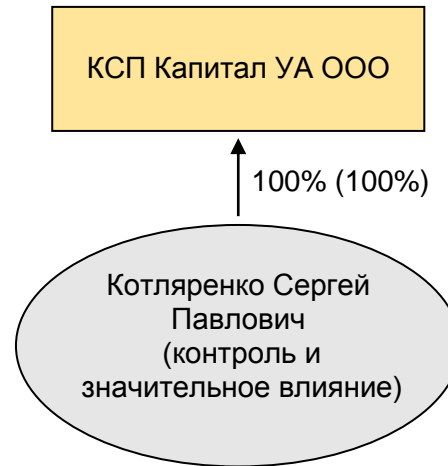 КСП Капитал УА ООО
100% (100%)
Котляренко Сергей
Павлович
(контроль и
значительное влияние)